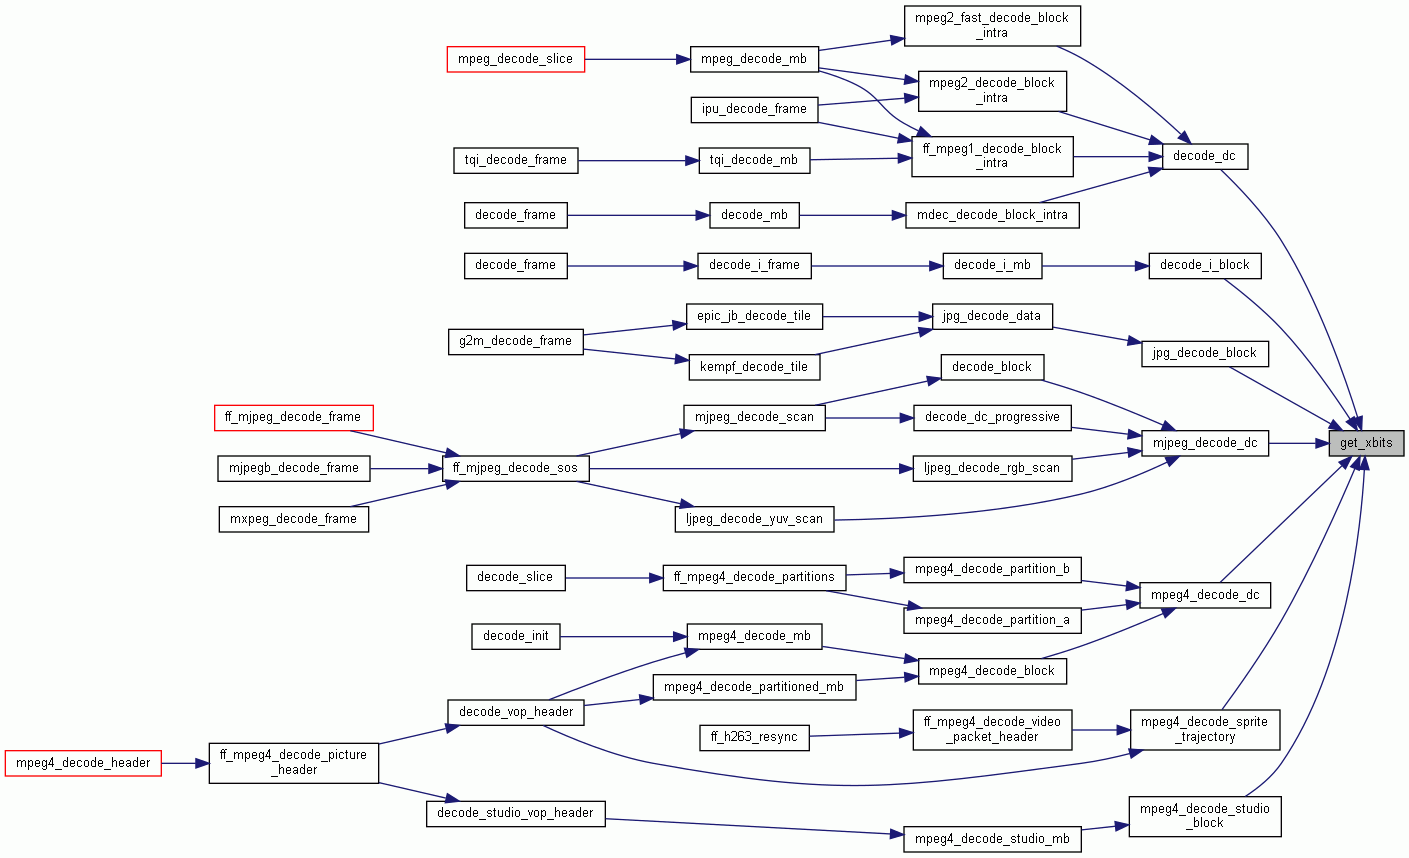 mpeg2_fast_decode_block
_intra
mpeg_decode_slice
mpeg_decode_mb
mpeg2_decode_block
_intra
ipu_decode_frame
ff_mpeg1_decode_block
_intra
decode_dc
tqi_decode_frame
tqi_decode_mb
decode_frame
decode_mb
mdec_decode_block_intra
decode_frame
decode_i_frame
decode_i_mb
decode_i_block
epic_jb_decode_tile
jpg_decode_data
g2m_decode_frame
jpg_decode_block
kempf_decode_tile
decode_block
ff_mjpeg_decode_frame
mjpeg_decode_scan
decode_dc_progressive
mjpeg_decode_dc
get_xbits
mjpegb_decode_frame
ff_mjpeg_decode_sos
ljpeg_decode_rgb_scan
mxpeg_decode_frame
ljpeg_decode_yuv_scan
decode_slice
ff_mpeg4_decode_partitions
mpeg4_decode_partition_b
mpeg4_decode_dc
mpeg4_decode_partition_a
decode_init
mpeg4_decode_mb
mpeg4_decode_block
mpeg4_decode_partitioned_mb
decode_vop_header
ff_h263_resync
ff_mpeg4_decode_video
_packet_header
mpeg4_decode_sprite
_trajectory
mpeg4_decode_header
ff_mpeg4_decode_picture
_header
decode_studio_vop_header
mpeg4_decode_studio
_block
mpeg4_decode_studio_mb